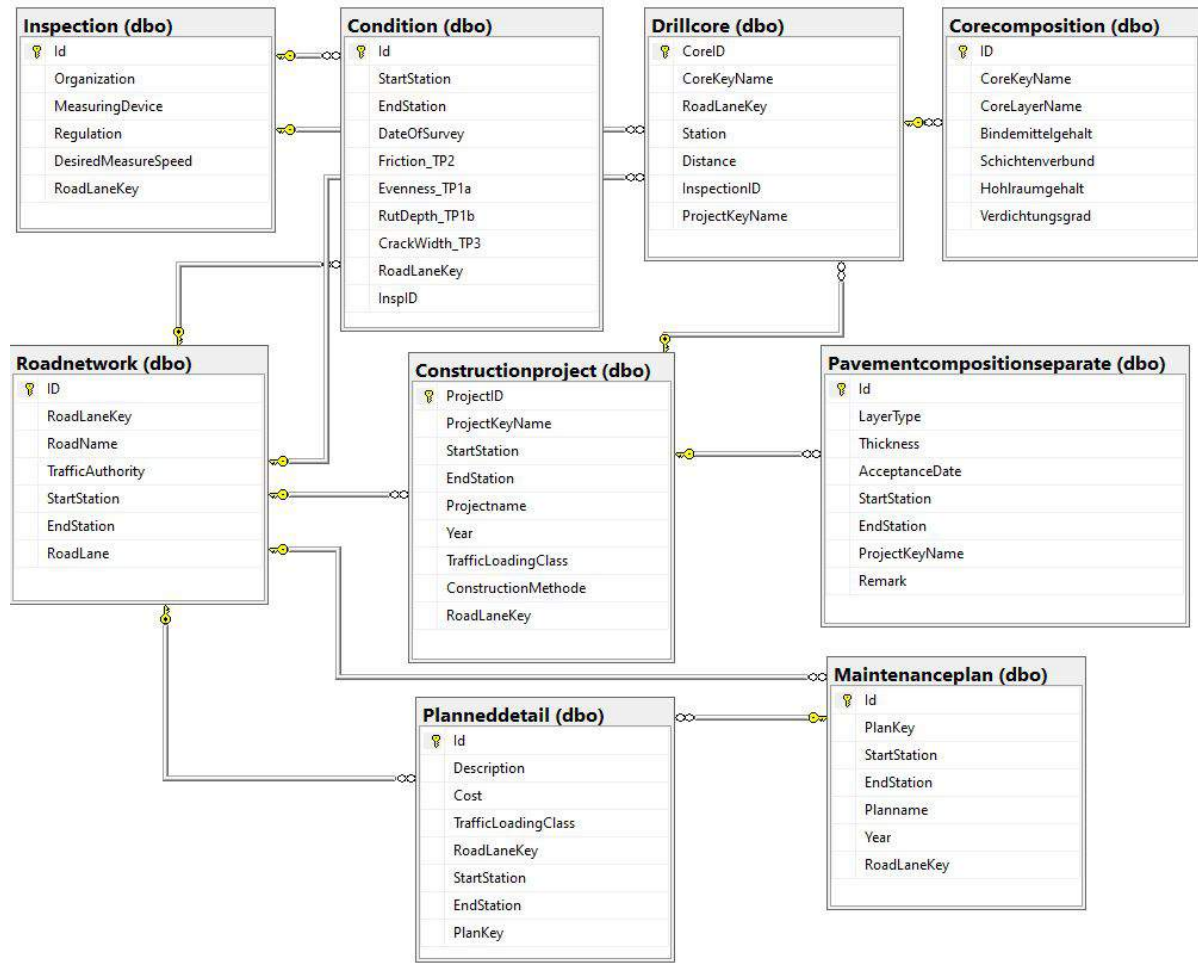 Inspection (dbo)
Id
Organization
MeasuringDevice
Regulation
DesiredMeasureSpeed
RoadLaneKey
Condition (dbo)
Id
StartStation
EndStation
DateOfSurvey
Friction_TP2
Evenness_TP1a
RutDepth_TP1b
CrackWidth_TP3
RoadLaneKey
InspID
Drillcore (dbo)
CoreID
CoreKeyName
RoadLaneKey
Station
Distance
InspectionID
ProjectKeyName
Corecomposition (dbo)
ID
CoreKeyName
CoreLayerName
Bindemittelgehalt
Schichtenverbund
Hohlraumgehalt
Verdichtungsgrad
Roadnetwork (dbo)
ID
RoadLaneKey
RoadName
TrafficAuthority
StartStation
EndStation
RoadLane
Constructionproject (dbo)
ProjectID
ProjectKeyName
StartStation
EndStation
Projectname
Year
TrafficLoadingClass
ConstructionMethode
RoadLaneKey
Pavementcompositionseparate (dbo)
Id
LayerType
Thickness
AcceptanceDate
StartStation
EndStation
ProjectKeyName
Remark
Planneddetail (dbo)
Id
Description
Cost
TrafficLoadingClass
RoadLaneKey
StartStation
EndStation
PlanKey
Maintenanceplan (dbo)
Id
PlanKey
StartStation
EndStation
Planname
Year
RoadLaneKey